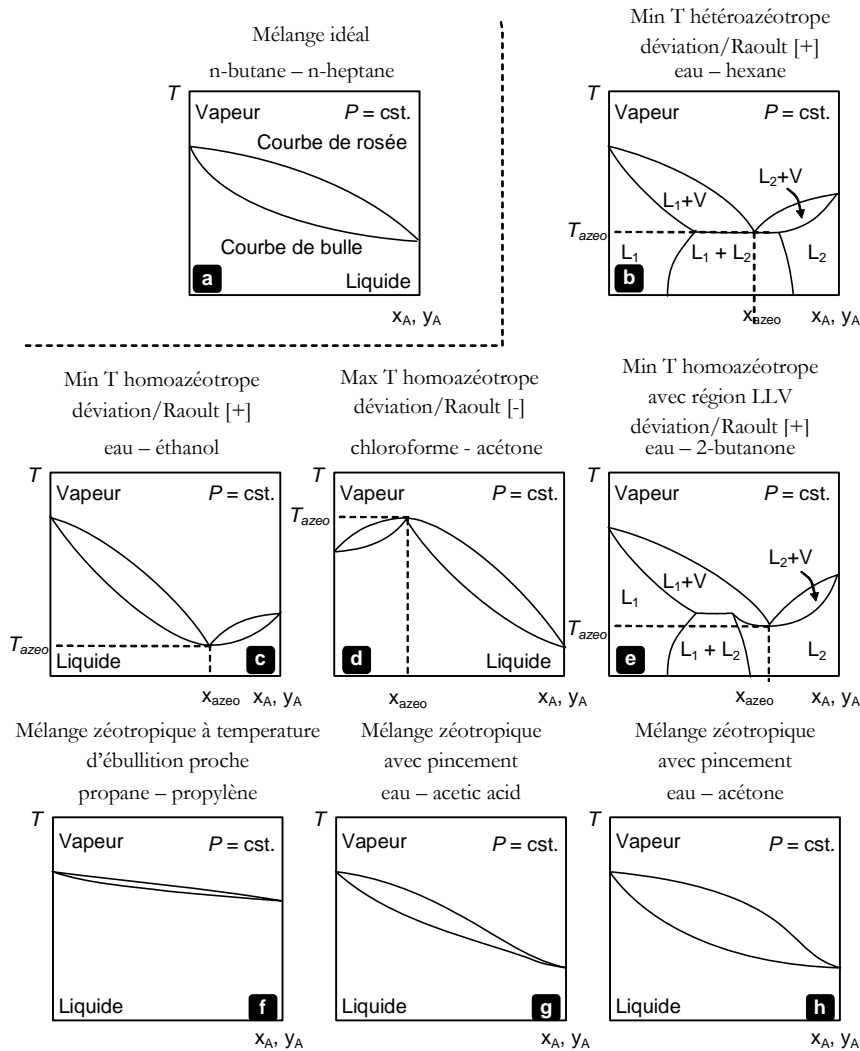 Mélange idéal
n-butane – n-heptane
T
Vapeur
P = cst.
Courbe de rosée
Courbe de bulle
a
Liquide
xA, yA
Min T hétéroazéotrope
déviation/Raoult [+]
eau – hexane
T
Vapeur
P = cst.
L2+V
L1+V
Tazeo
L1
L1 + L2
L2
b
xazeo
xA, yA
Min T homoazéotrope
déviation/Raoult [+]
eau – éthanol
T
Vapeur
P = cst.
Tazeo
Liquide
c
xazeo
xA, yA
Max T homoazéotrope
déviation/Raoult [-]
chloroforme - acétone
T
Vapeur
P = cst.
Tazeo
d
Liquide
xazeo
xA, yA
Min T homoazéotrope
avec région LLV
déviation/Raoult [+]
eau – 2-butanone
T
Vapeur
P = cst.
L2+V
L1
L1+V
Tazeo
L1 + L2
L2
e
xazeo
xA, yA
Mélange zéotropique à temperature
d'ébullition proche
propane – propylène
T
Vapeur
P = cst.
Liquide
f
xA, yA
Mélange zéotropique
avec pincement
eau – acetic acid
T
Vapeur
P = cst.
Liquide
g
xA, yA
Mélange zéotropique
avec pincement
eau – acétone
T
Vapeur
P = cst.
Liquide
h
xA, yA